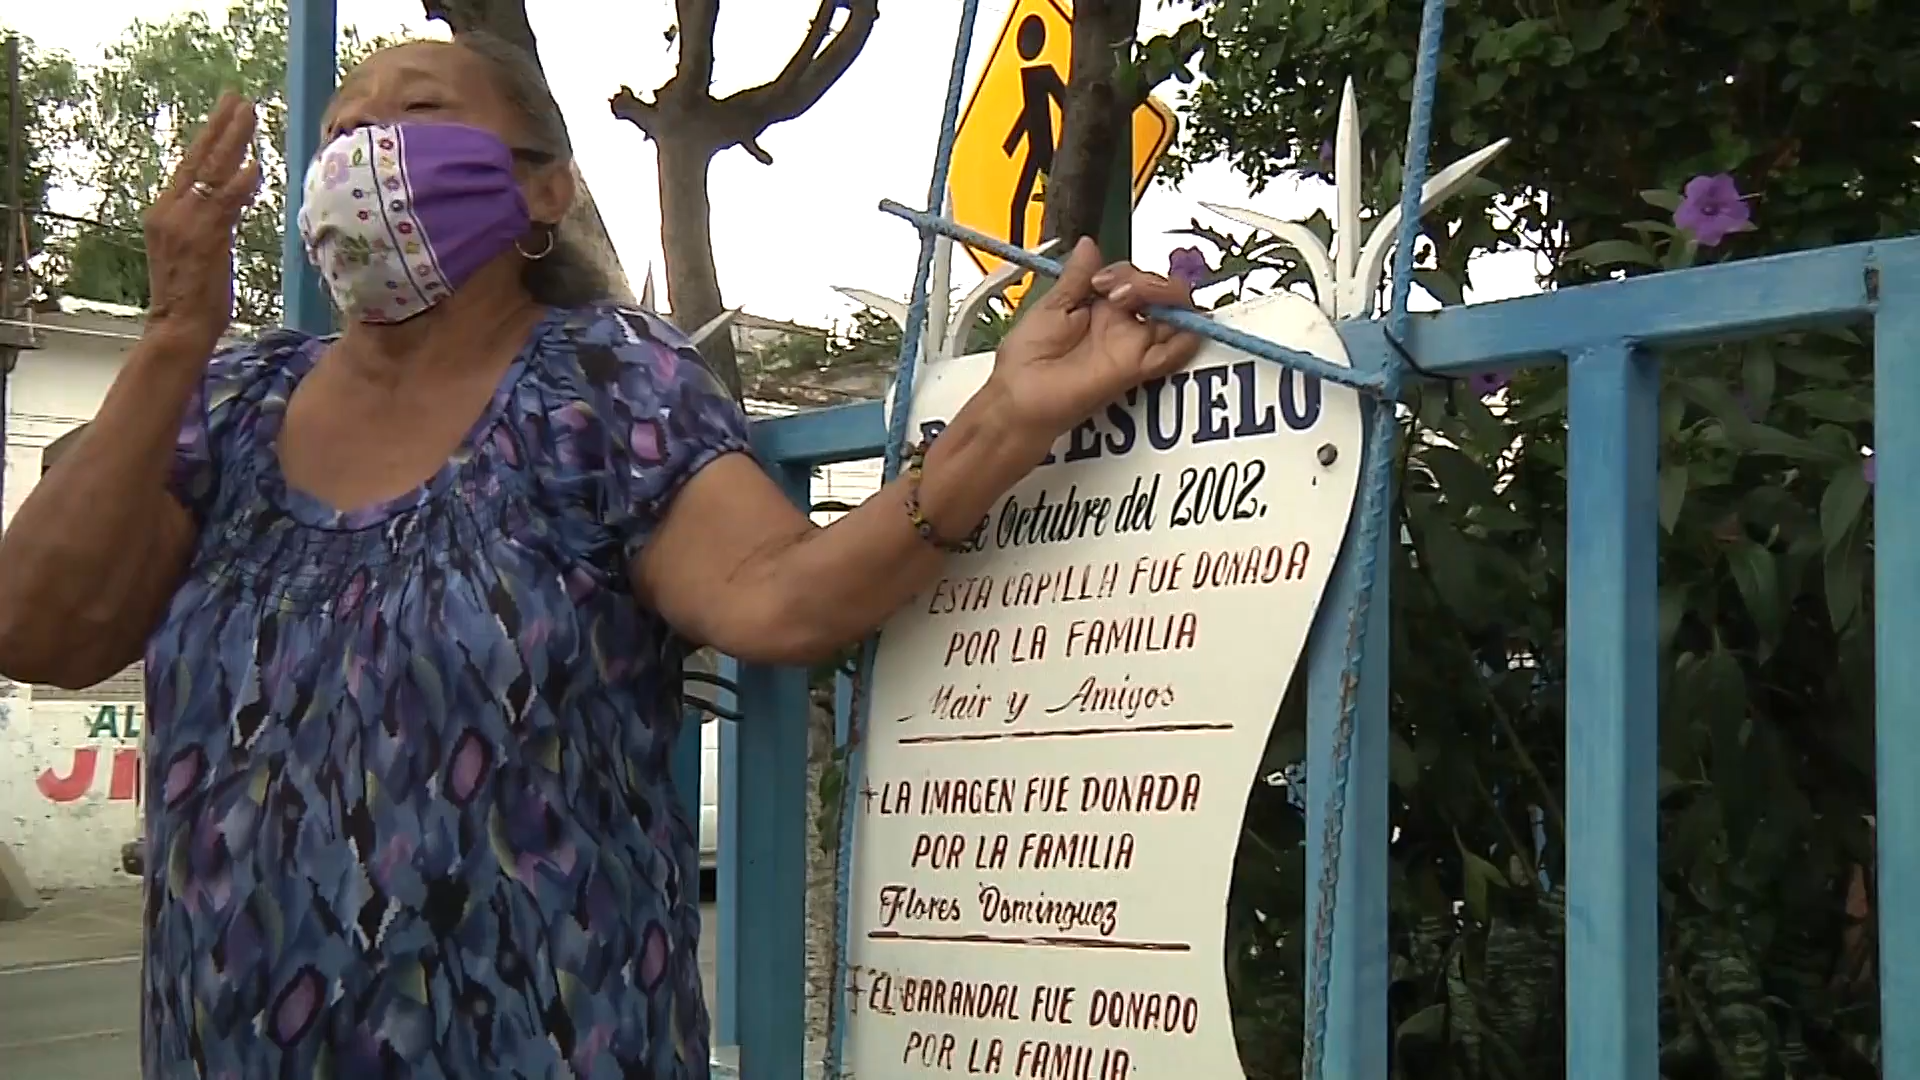 ESUELO
de Octubre del 2002.
ESTA CAPILLA FUE DONADA
POR LA FAMILIA
Mair y Amigos
LA IMAGEN FUE DONADA
POR LA FAMILIA
Flores Dominguez
EL BARANDAL FUE DONADO
POR LA FAMILIA